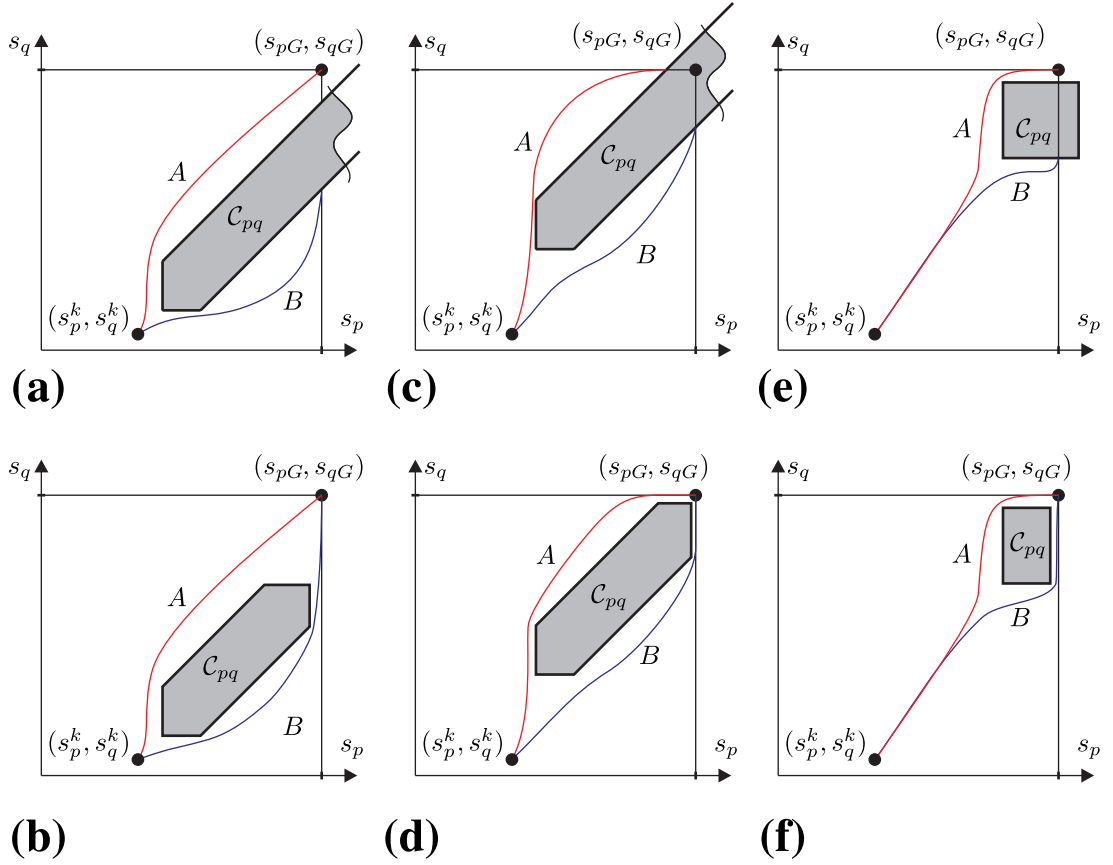 s_q (s_{pG}, s_{qG})
A
C_{pq}
B
(s_p^k, s_q^k)
s_p
(a)
s_q (s_{pG}, s_{qG})
A
C_{pq}
B
(s_p^k, s_q^k)
s_p
(c)
s_q (s_{pG}, s_{qG})
A
C_{pq}
B
(s_p^k, s_q^k)
s_p
(e)
s_q (s_{pG}, s_{qG})
A
C_{pq}
B
(s_p^k, s_q^k)
s_p
(b)
s_q (s_{pG}, s_{qG})
A
C_{pq}
B
(s_p^k, s_q^k)
s_p
(d)
s_q (s_{pG}, s_{qG})
A
C_{pq}
B
(s_p^k, s_q^k)
s_p
(f)